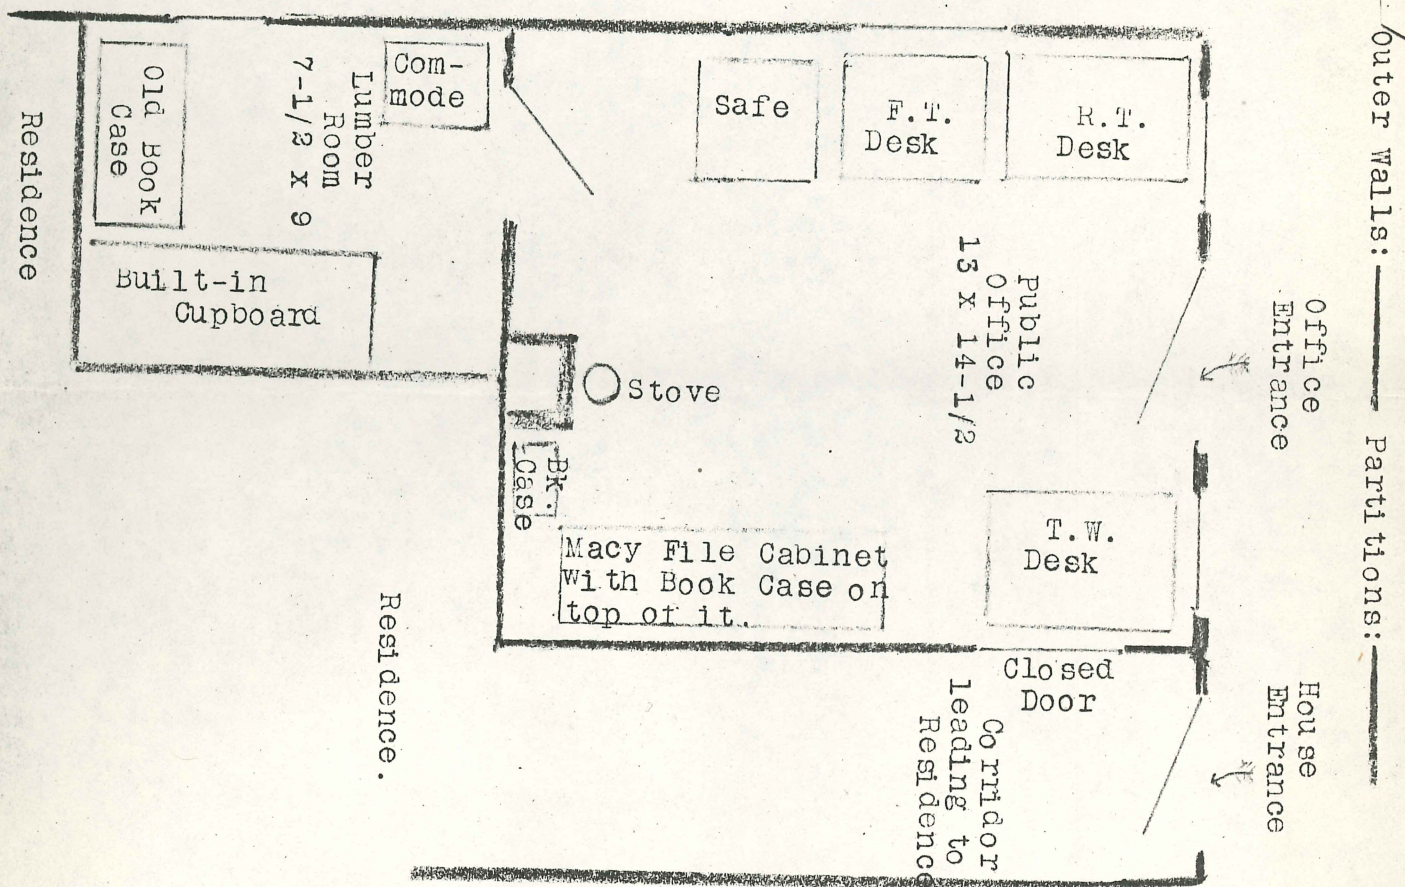 Outer Walls:
Partitions:
Com-
mode
Safe
F.T.
Desk
R.T.
Desk
Old Book
Case
Lumber
Room
7-1/2 x 9
Residence
Built-in
Cupboard
Public
Office
13 x 14-1/2
Office
Entrance
Stove
Bk.
Case
Macy File Cabinet
With Book Case on
top of it.
T.W.
Desk
Closed
Door
Residence.
Corridor
leading to
Residence
House
Entrance